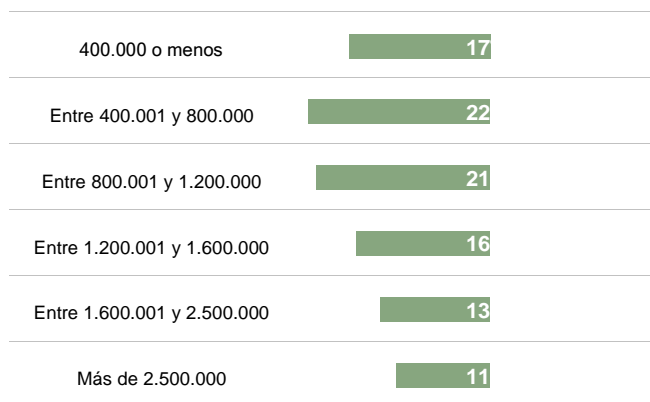 400.000 o menos 17
Entre 400.001 y 800.000 22
Entre 800.001 y 1.200.000 21
Entre 1.200.001 y 1.600.000 16
Entre 1.600.001 y 2.500.000 13
Más de 2.500.000 11